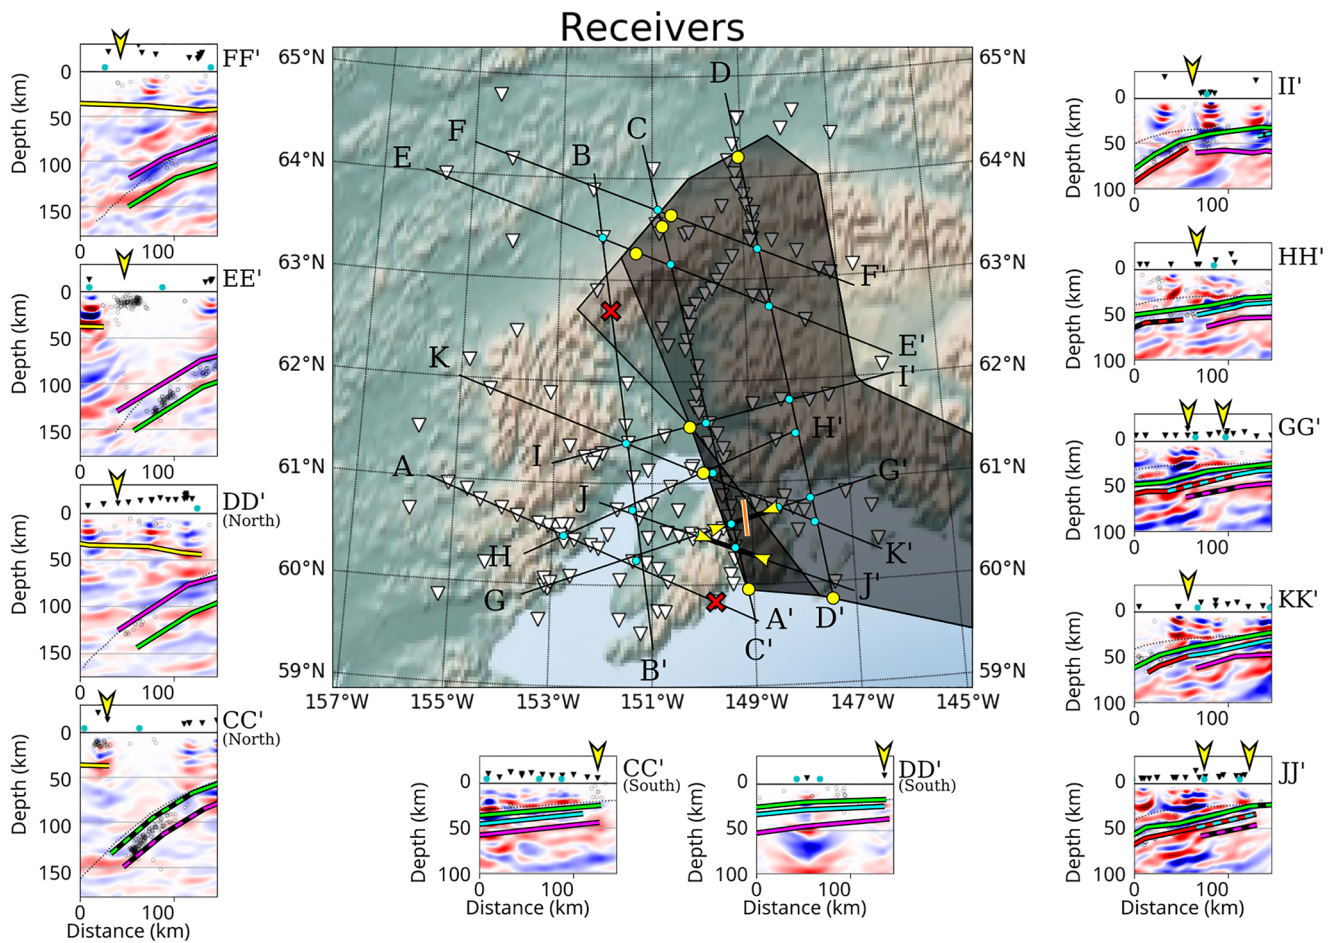 Receivers
FF'
Depth (km)
0
50
100
150
0
100
EE'
Depth (km)
0
50
100
150
0
100
DD'
(North)
Depth (km)
0
50
100
150
0
100
CC'
(North)
Depth (km)
0
50
100
150
0
100
Distance (km)
65°N
64°N
63°N
62°N
61°N
60°N
59°N
65°N
64°N
63°N
62°N
61°N
60°N
59°N
157°W
155°W
153°W
151°W
149°W
147°W
145°W
D
C
F
B
E
F'
E'
I'
K
H'
I
A
G'
J
H
K'
G
J'
A'
D'
C'
B'
CC'
(South)
Depth (km)
0
50
100
0
100
Distance (km)
DD'
(South)
Depth (km)
0
50
100
0
100
Distance (km)
II'
Depth (km)
0
50
100
0
100
HH'
Depth (km)
0
50
100
0
100
GG'
Depth (km)
0
50
100
0
100
KK'
Depth (km)
0
50
100
0
100
JJ'
Depth (km)
0
50
100
0
100
Distance (km)